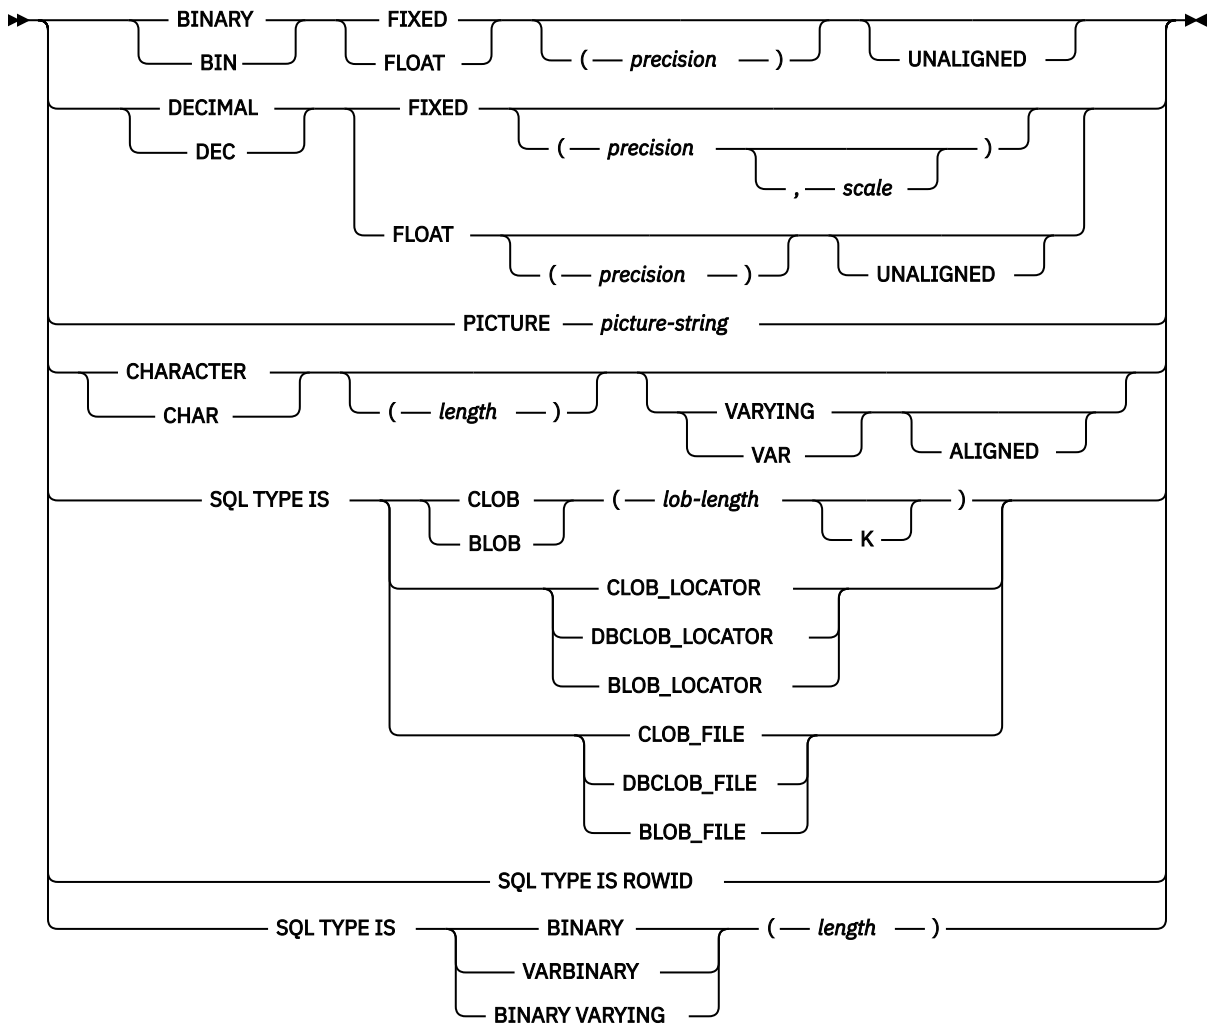 BINARY FIXED
BIN FLOAT ( precision ) UNALIGNED
DECIMAL FIXED
DEC ( precision )
, scale
FLOAT
( precision ) UNALIGNED
PICTURE picture-string
CHARACTER
CHAR ( length ) VARYING
VAR ALIGNED
SQL TYPE IS CLOB ( lob-length )
BLOB K
CLOB_LOCATOR
DBCLOB_LOCATOR
BLOB_LOCATOR
CLOB_FILE
DBCLOB_FILE
BLOB_FILE
SQL TYPE IS ROWID
SQL TYPE IS BINARY ( length )
VARBINARY
BINARY VARYING